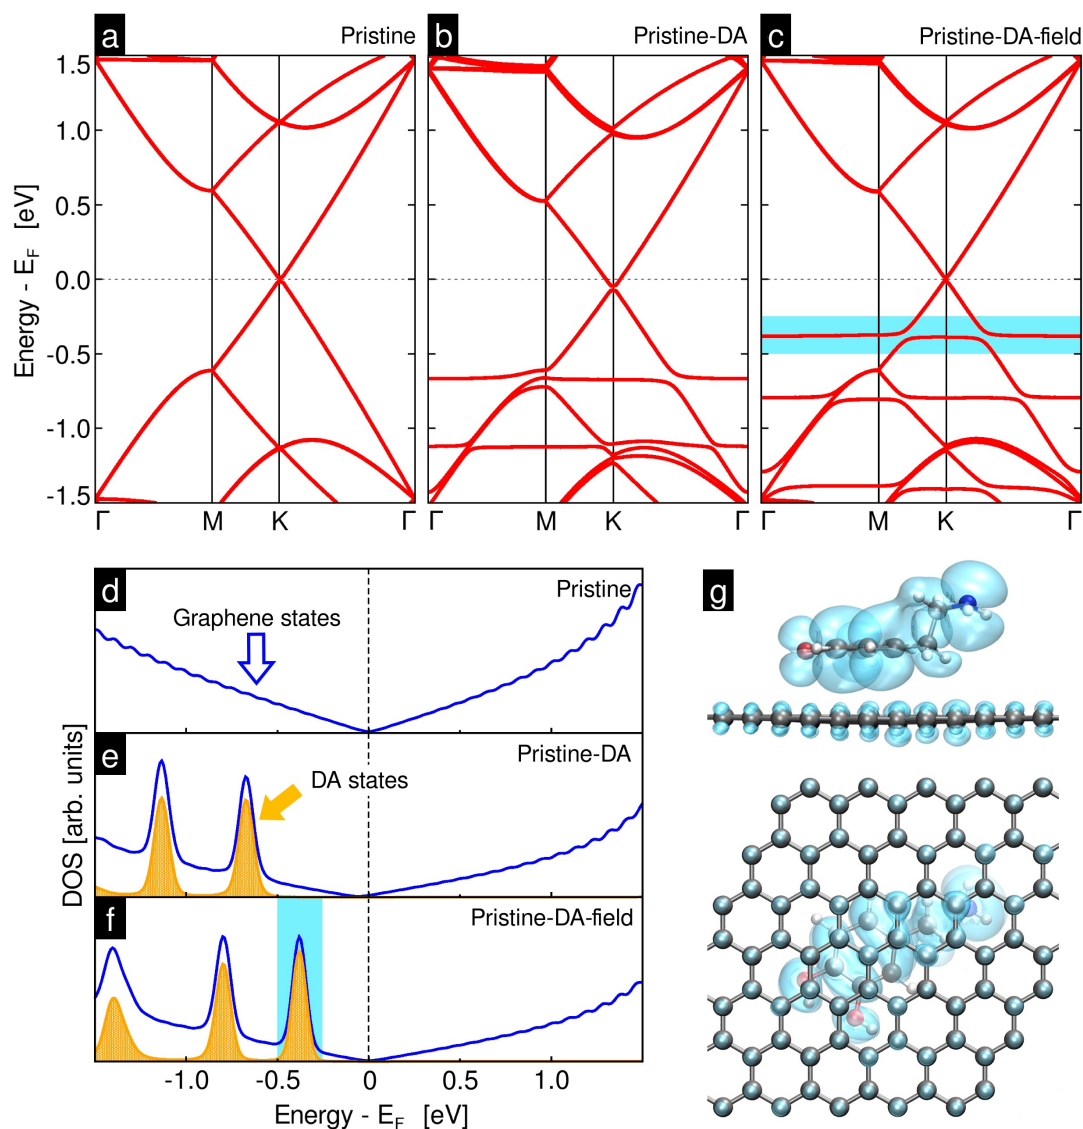 a Pristine
b Pristine-DA
c Pristine-DA-field
Energy - E_F [eV]
1.5
1.0
0.5
0.0
-0.5
-1.0
-1.5
Γ M K Γ
Γ M K Γ
Γ M K Γ
d Pristine
Graphene states
e Pristine-DA
DA states
f Pristine-DA-field
DOS [arb. units]
-1.0 -0.5 0 0.5 1.0
Energy - E_F [eV]
g